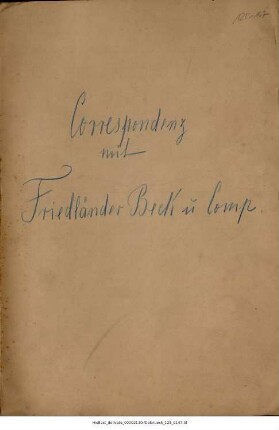 Correspondenz
mit
Friedländer Beck u Comp.